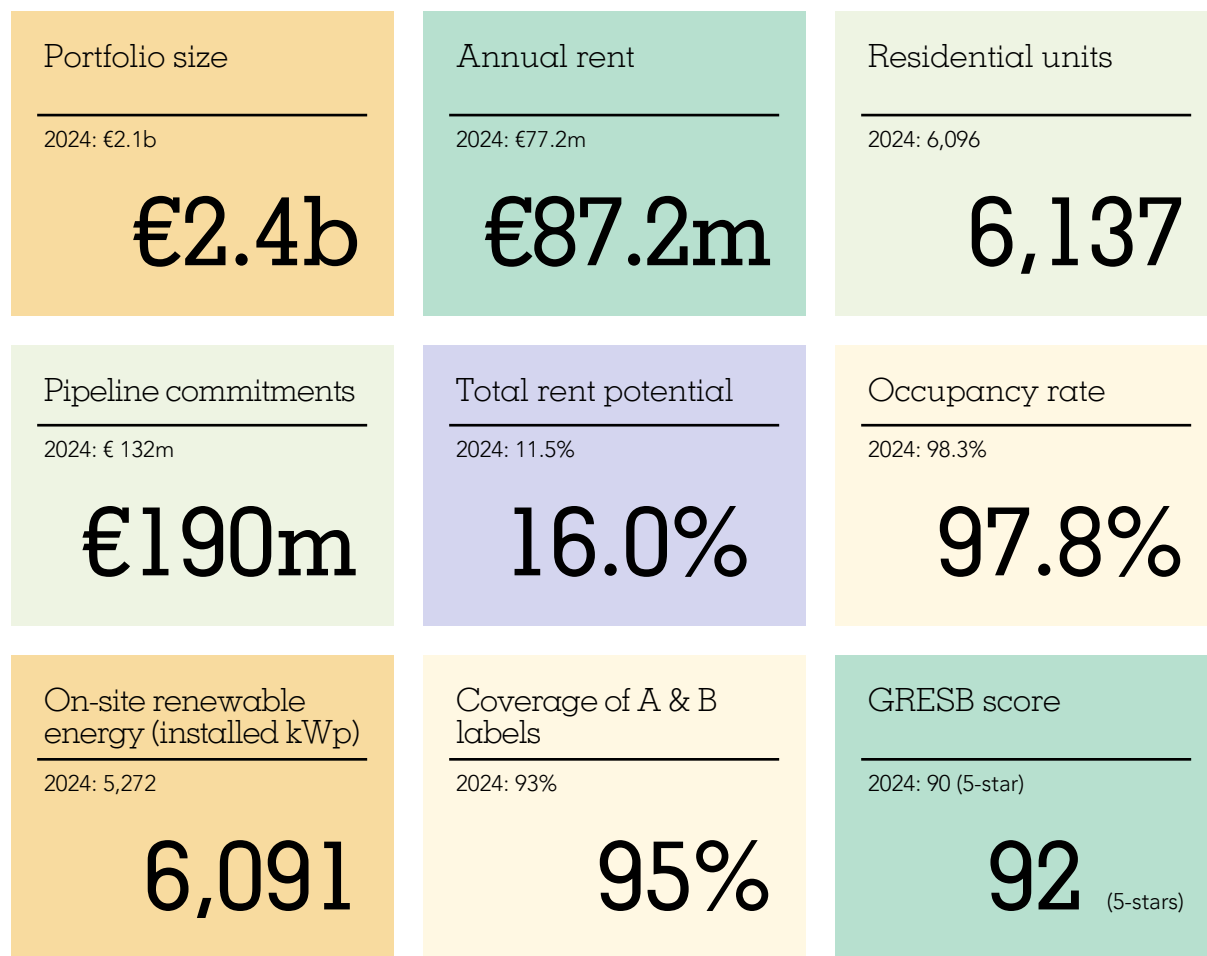 Portfolio size
2024: €2.1b
€2.4b
Annual rent
2024: €77.2m
€87.2m
Residential units
2024: 6,096
6,137
Pipeline commitments
2024: € 132m
€190m
Total rent potential
2024: 11.5%
16.0%
Occupancy rate
2024: 98.3%
97.8%
On-site renewable
energy (installed kWp)
2024: 5,272
6,091
Coverage of A & B
labels
2024: 93%
95%
GRESB score
2024: 90 (5-star)
92 (5-stars)